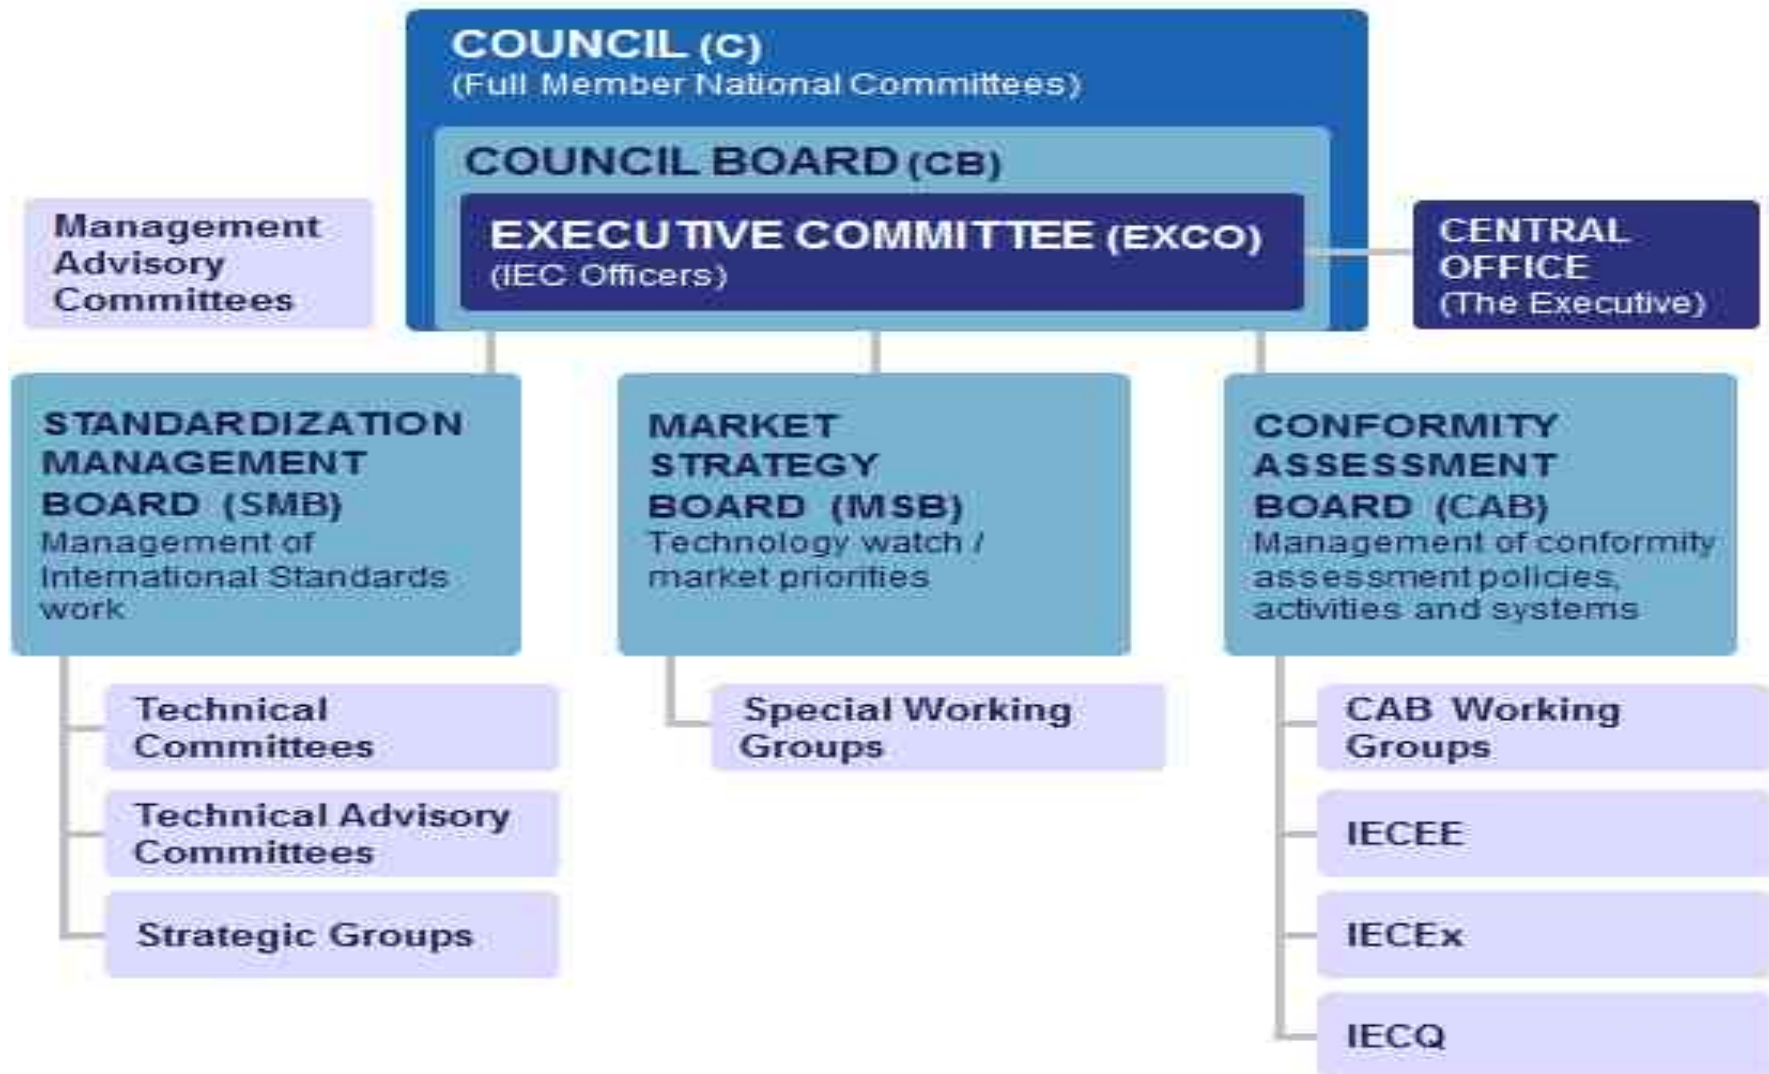 COUNCIL (C)
(Full Member National Committees)
COUNCIL BOARD (CB)
EXECUTIVE COMMITTEE (EXCO)
(IEC Officers)
Management
Advisory
Committees
CENTRAL
OFFICE
(The Executive)
STANDARDIZATION
MANAGEMENT
BOARD (SMB)
Management of
International Standards
work
MARKET
STRATEGY
BOARD (MSB)
Technology watch /
market priorities
CONFORMITY
ASSESSMENT
BOARD (CAB)
Management of conformity
assessment policies,
activities and systems
Technical
Committees
Technical Advisory
Committees
Strategic Groups
Special Working
Groups
CAB Working
Groups
IECEE
IECEx
IECQ